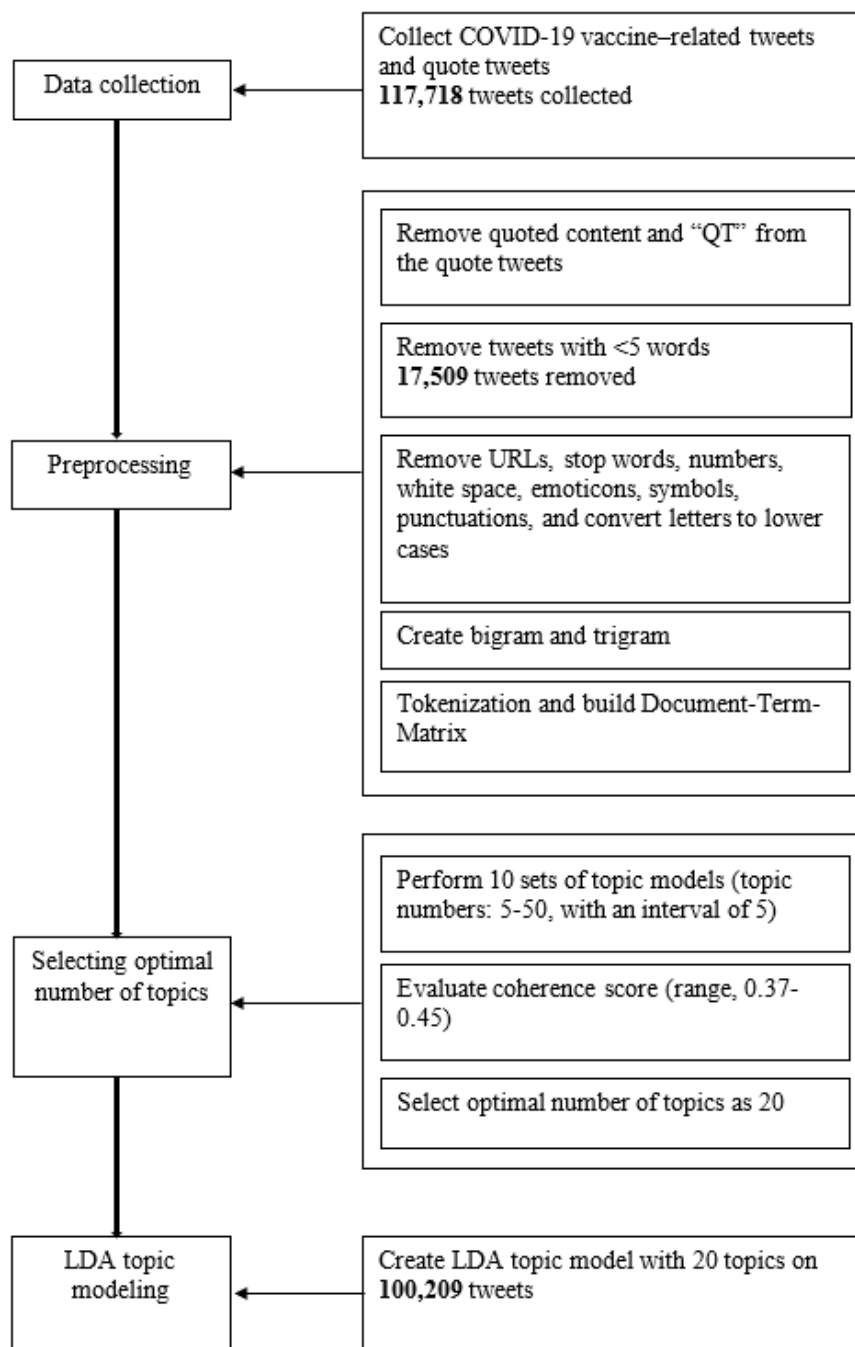 Collect COVID-19 vaccine–related tweets
and quote tweets
117,718 tweets collected
Data collection
Remove quoted content and “QT” from
the quote tweets
Remove tweets with <5 words
17,509 tweets removed
Preprocessing
Remove URLs, stop words, numbers,
white space, emoticons, symbols,
punctuations, and convert letters to lower
cases
Create bigram and trigram
Tokenization and build Document-Term-
Matrix
Perform 10 sets of topic models (topic
numbers: 5-50, with an interval of 5)
Selecting optimal
number of topics
Evaluate coherence score (range, 0.37-
0.45)
Select optimal number of topics as 20
LDA topic
modeling
Create LDA topic model with 20 topics on
100,209 tweets